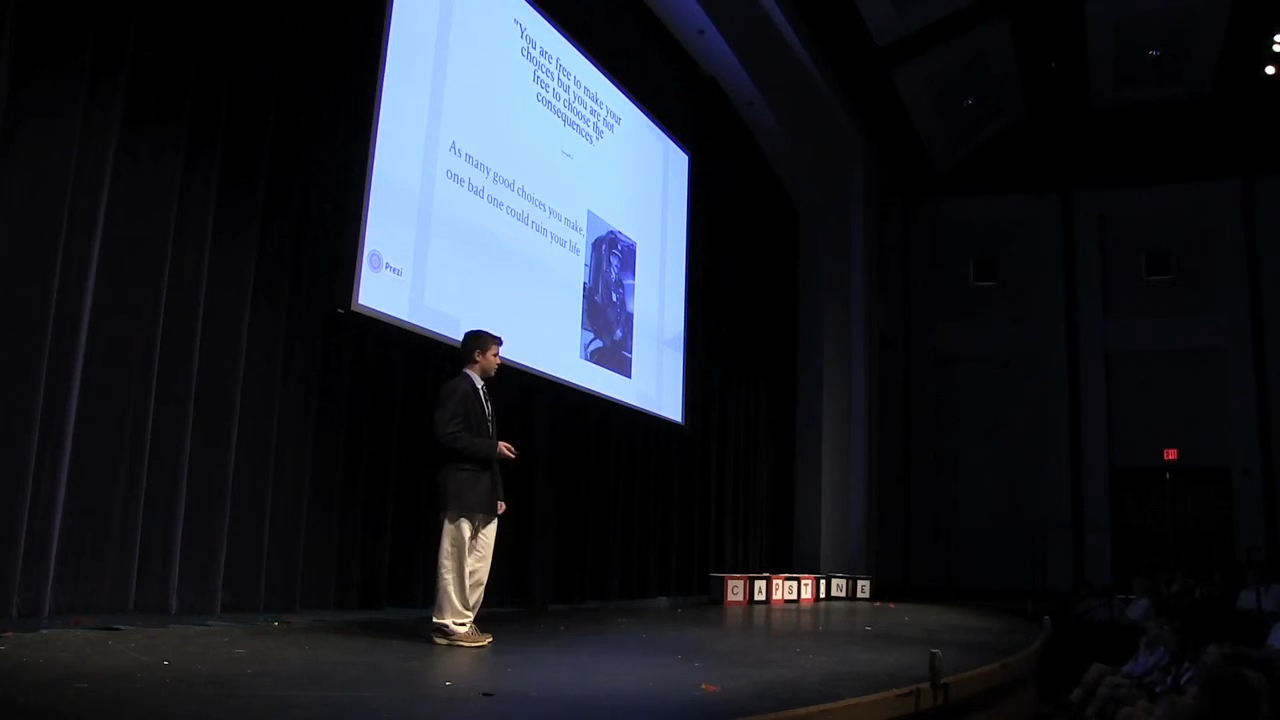 "You are free to make your
choices but you are not
free to choose the
consequences."
As many good choices you make,
one bad one could ruin your life
Prezi
EXIT
CAPSTONE